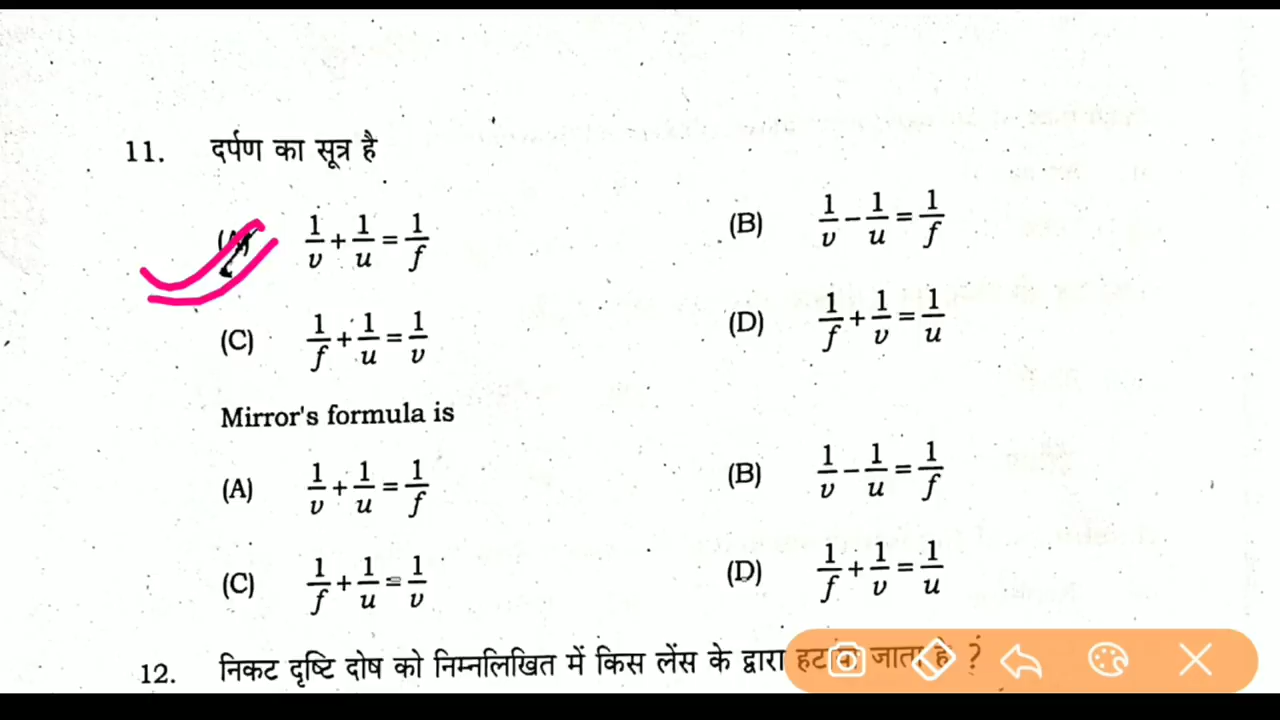 11. दर्पण का सूत्र है
(A) 1/v + 1/u = 1/f (B) 1/v - 1/u = 1/f
(C) 1/f + 1/u = 1/v (D) 1/f + 1/v = 1/u
Mirror's formula is
(A) 1/v + 1/u = 1/f (B) 1/v - 1/u = 1/f
(C) 1/f + 1/u = 1/v (D) 1/f + 1/v = 1/u
12. निकट दृष्टि दोष को निम्नलिखित में किस लेंस के द्वारा जाता है ?